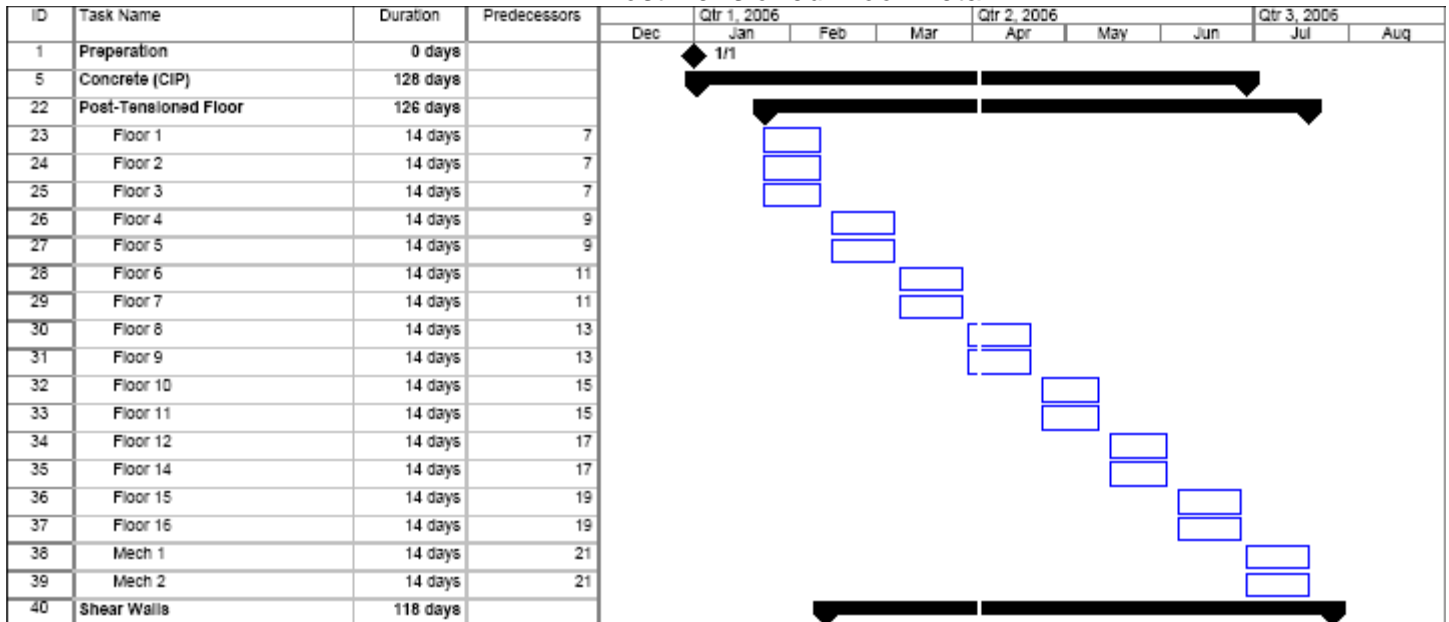 ID Task Name Duration Predecessors Qtr 1, 2006 Qtr 2, 2006 Qtr 3, 2006
Dec Jan Feb Mar Apr May Jun Jul Aug
1 Preperation 0 days 1/1
5 Concrete (CIP) 128 days
22 Post-Tensioned Floor 126 days
23 Floor 1 14 days 7
24 Floor 2 14 days 7
25 Floor 3 14 days 7
26 Floor 4 14 days 9
27 Floor 5 14 days 9
28 Floor 6 14 days 11
29 Floor 7 14 days 11
30 Floor 8 14 days 13
31 Floor 9 14 days 13
32 Floor 10 14 days 15
33 Floor 11 14 days 15
34 Floor 12 14 days 17
35 Floor 14 14 days 17
36 Floor 15 14 days 19
37 Floor 16 14 days 19
38 Mech 1 14 days 21
39 Mech 2 14 days 21
40 Shear Walls 118 days